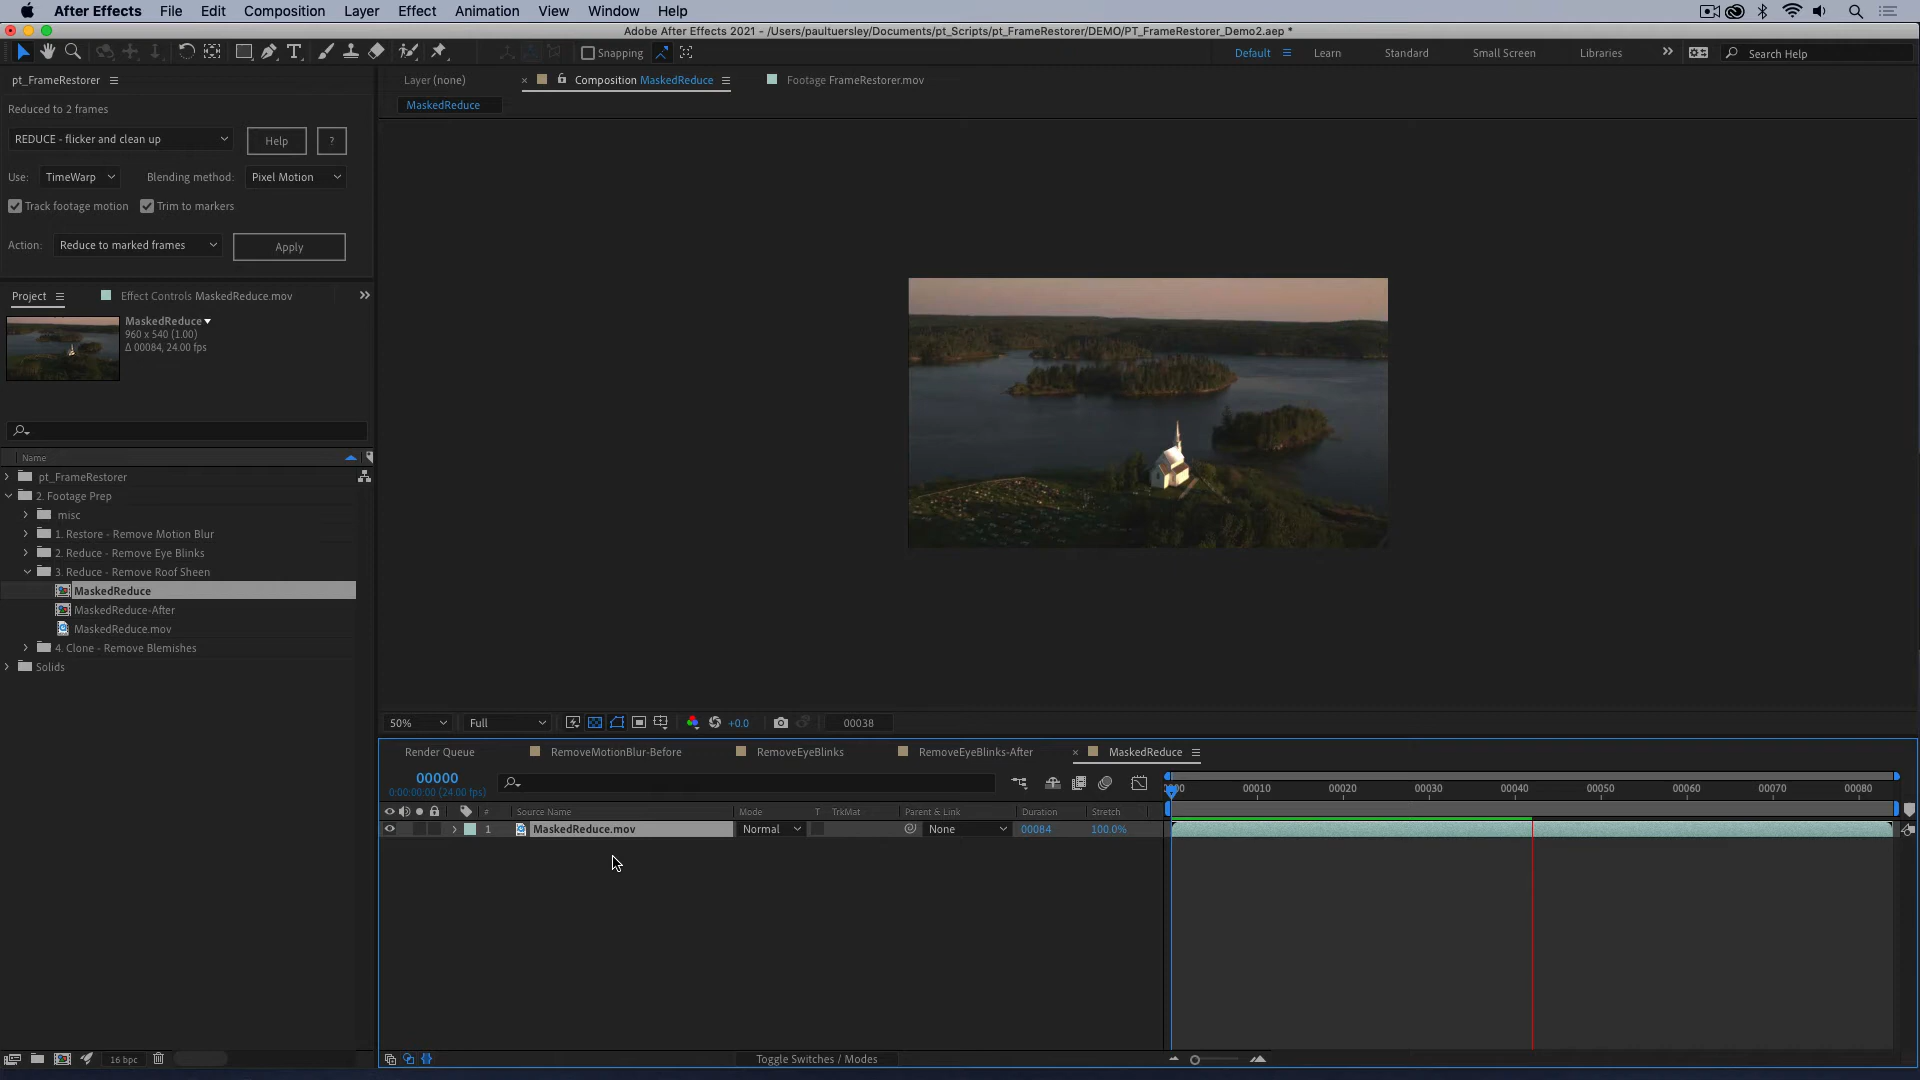 After Effects File Edit Composition Layer Effect Animation View Window Help
Adobe After Effects 2021 - /Users/paultuersley/Documents/pt_Scripts/pt_FrameRestorer/DEMO/PT_FrameRestorer_Demo2.aep *
Snapping Default Learn Standard Small Screen Libraries Search Help
pt_FrameRestorer Layer (none) Composition MaskedReduce Footage FrameRestorer.mov
MaskedReduce
Reduced to 2 frames
REDUCE - flicker and clean up Help ?
Use: TimeWarp Blending method: Pixel Motion
Track footage motion Trim to markers
Action: Reduce to marked frames Apply
Project Effect Controls MaskedReduce.mov
MaskedReduce
960 x 540 (1.00)
Δ 00084, 24.00 fps
Name
pt_FrameRestorer
2. Footage Prep
misc
1. Restore - Remove Motion Blur
2. Reduce - Remove Eye Blinks
3. Reduce - Remove Roof Sheen
MaskedReduce
MaskedReduce-After
MaskedReduce.mov
4. Clone - Remove Blemishes
Solids
16 bpc
50% Full +0.0 00038
Render Queue RemoveMotionBlur-Before RemoveEyeBlinks RemoveEyeBlinks-After MaskedReduce
00000
0:00:00:00 (24.00 fps)
00010 00020 00030 00040 00050 00060 00070 00080
# Source Name Mode T TrkMat Parent & Link Duration Stretch
1 MaskedReduce.mov Normal None 00084 100.0%
Toggle Switches / Modes